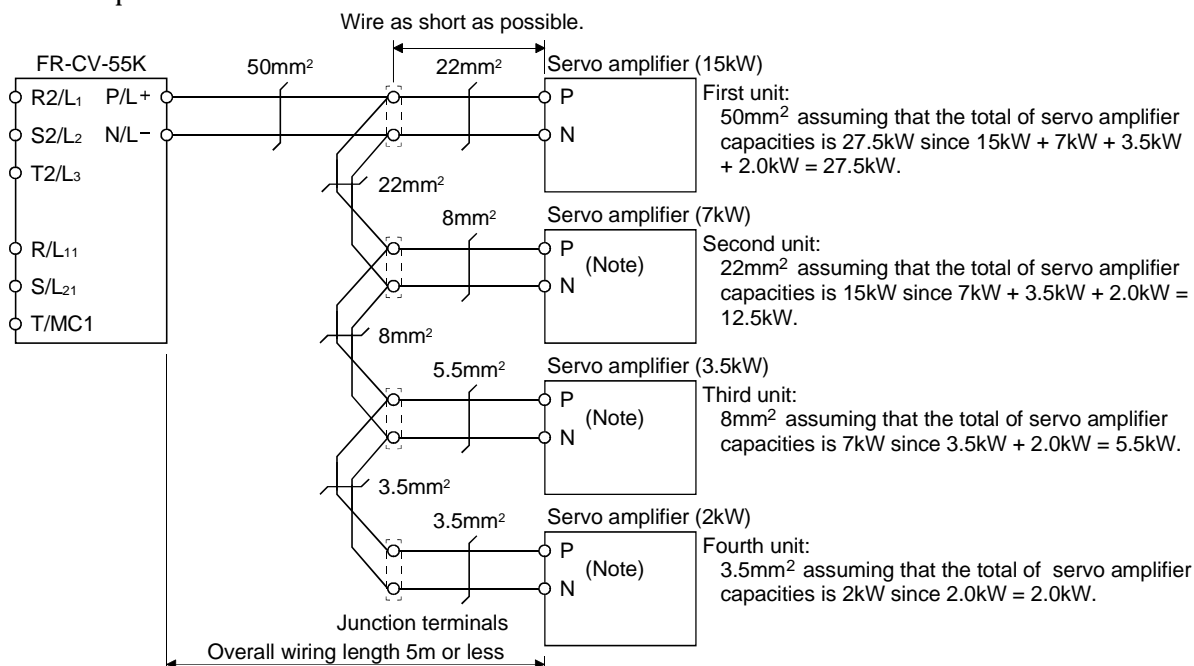 Wire as short as possible.
FR-CV-55K
50mm²
22mm²
Servo amplifier (15kW)
R2/L1 P/L+
S2/L2 N/L−
T2/L3
R/L11
S/L21
T/MC1
P
N
First unit:
50mm² assuming that the total of servo amplifier
capacities is 27.5kW since 15kW + 7kW + 3.5kW
+ 2.0kW = 27.5kW.
22mm²
8mm²
Servo amplifier (7kW)
P
(Note)
N
Second unit:
22mm² assuming that the total of servo amplifier
capacities is 15kW since 7kW + 3.5kW + 2.0kW =
12.5kW.
8mm²
5.5mm²
Servo amplifier (3.5kW)
P
(Note)
N
Third unit:
8mm² assuming that the total of servo amplifier
capacities is 7kW since 3.5kW + 2.0kW = 5.5kW.
3.5mm²
3.5mm²
Servo amplifier (2kW)
P
(Note)
N
Fourth unit:
3.5mm² assuming that the total of servo amplifier
capacities is 2kW since 2.0kW = 2.0kW.
Junction terminals
Overall wiring length 5m or less